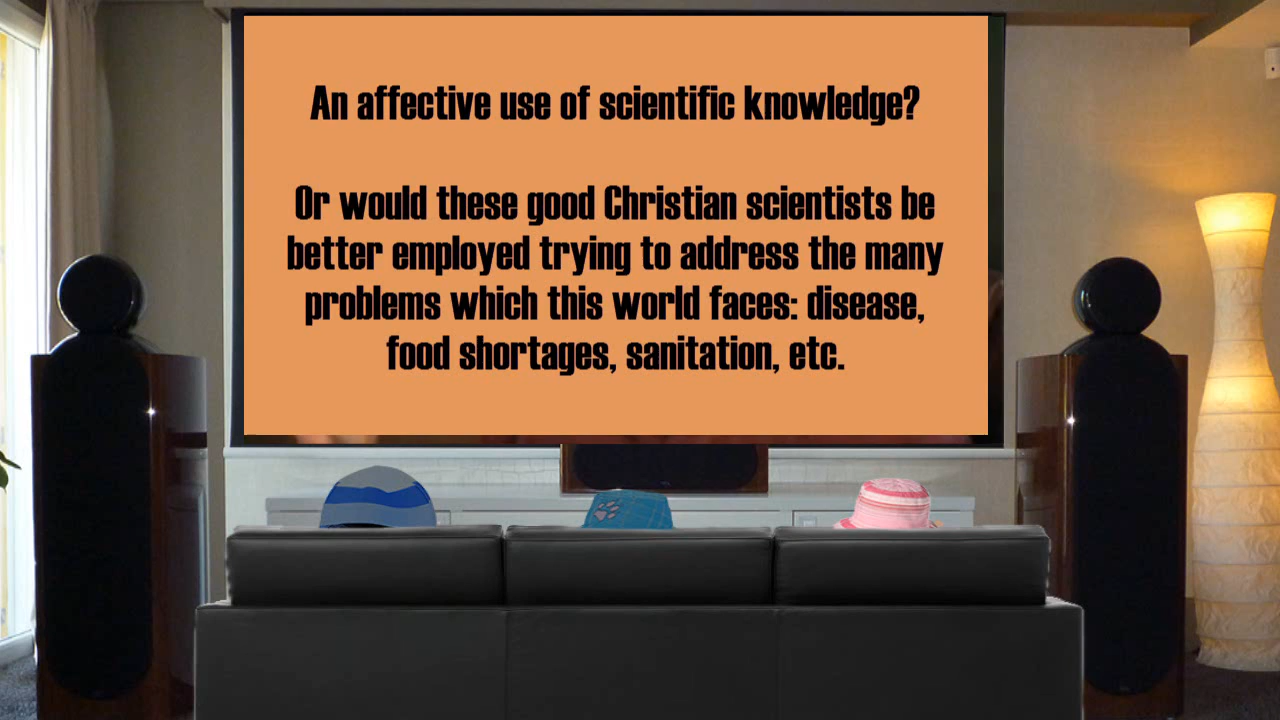 An affective use of scientific knowledge?
Or would these good Christian scientists be
better employed trying to address the many
problems which this world faces: disease,
food shortages, sanitation, etc.